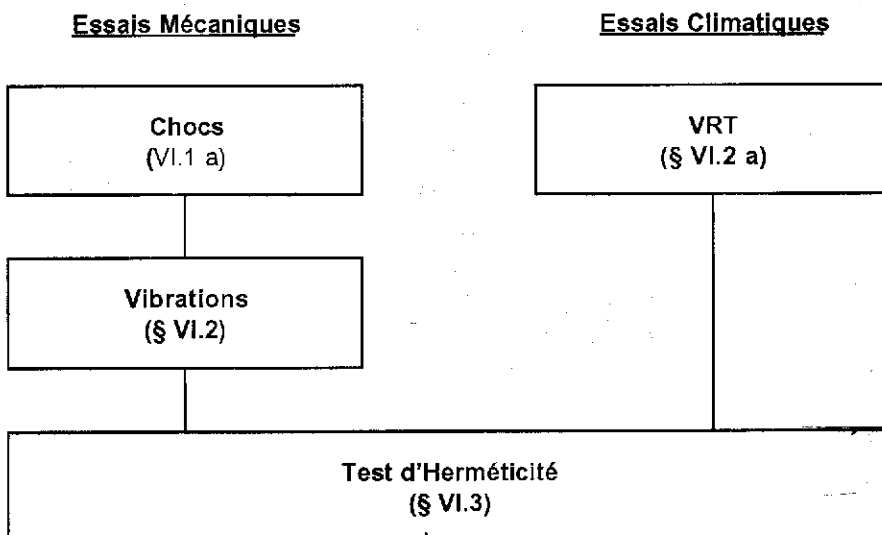 Essais Mécaniques
Essais Climatiques
Chocs
(VI.1 a)
VRT
(§ VI.2 a)
Vibrations
(§ VI.2)
Test d'Herméticité
(§ VI.3)